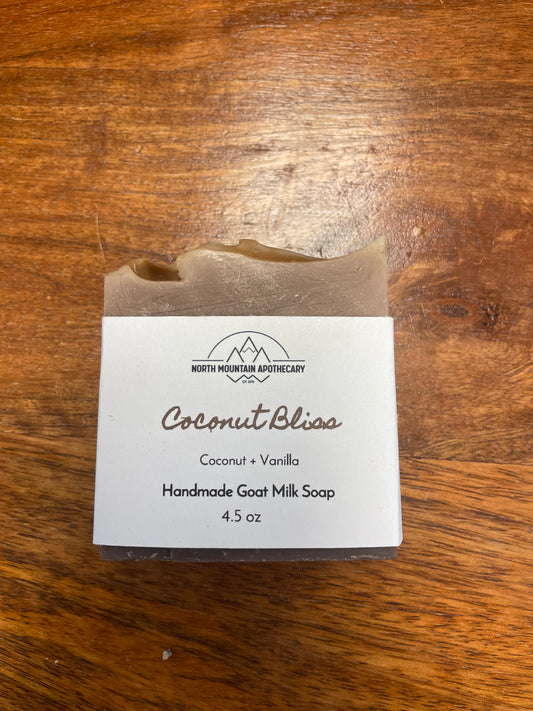 NORTH MOUNTAIN APOTHECARY
Coconut Bliss
Coconut + Vanilla
Handmade Goat Milk Soap
4.5 oz